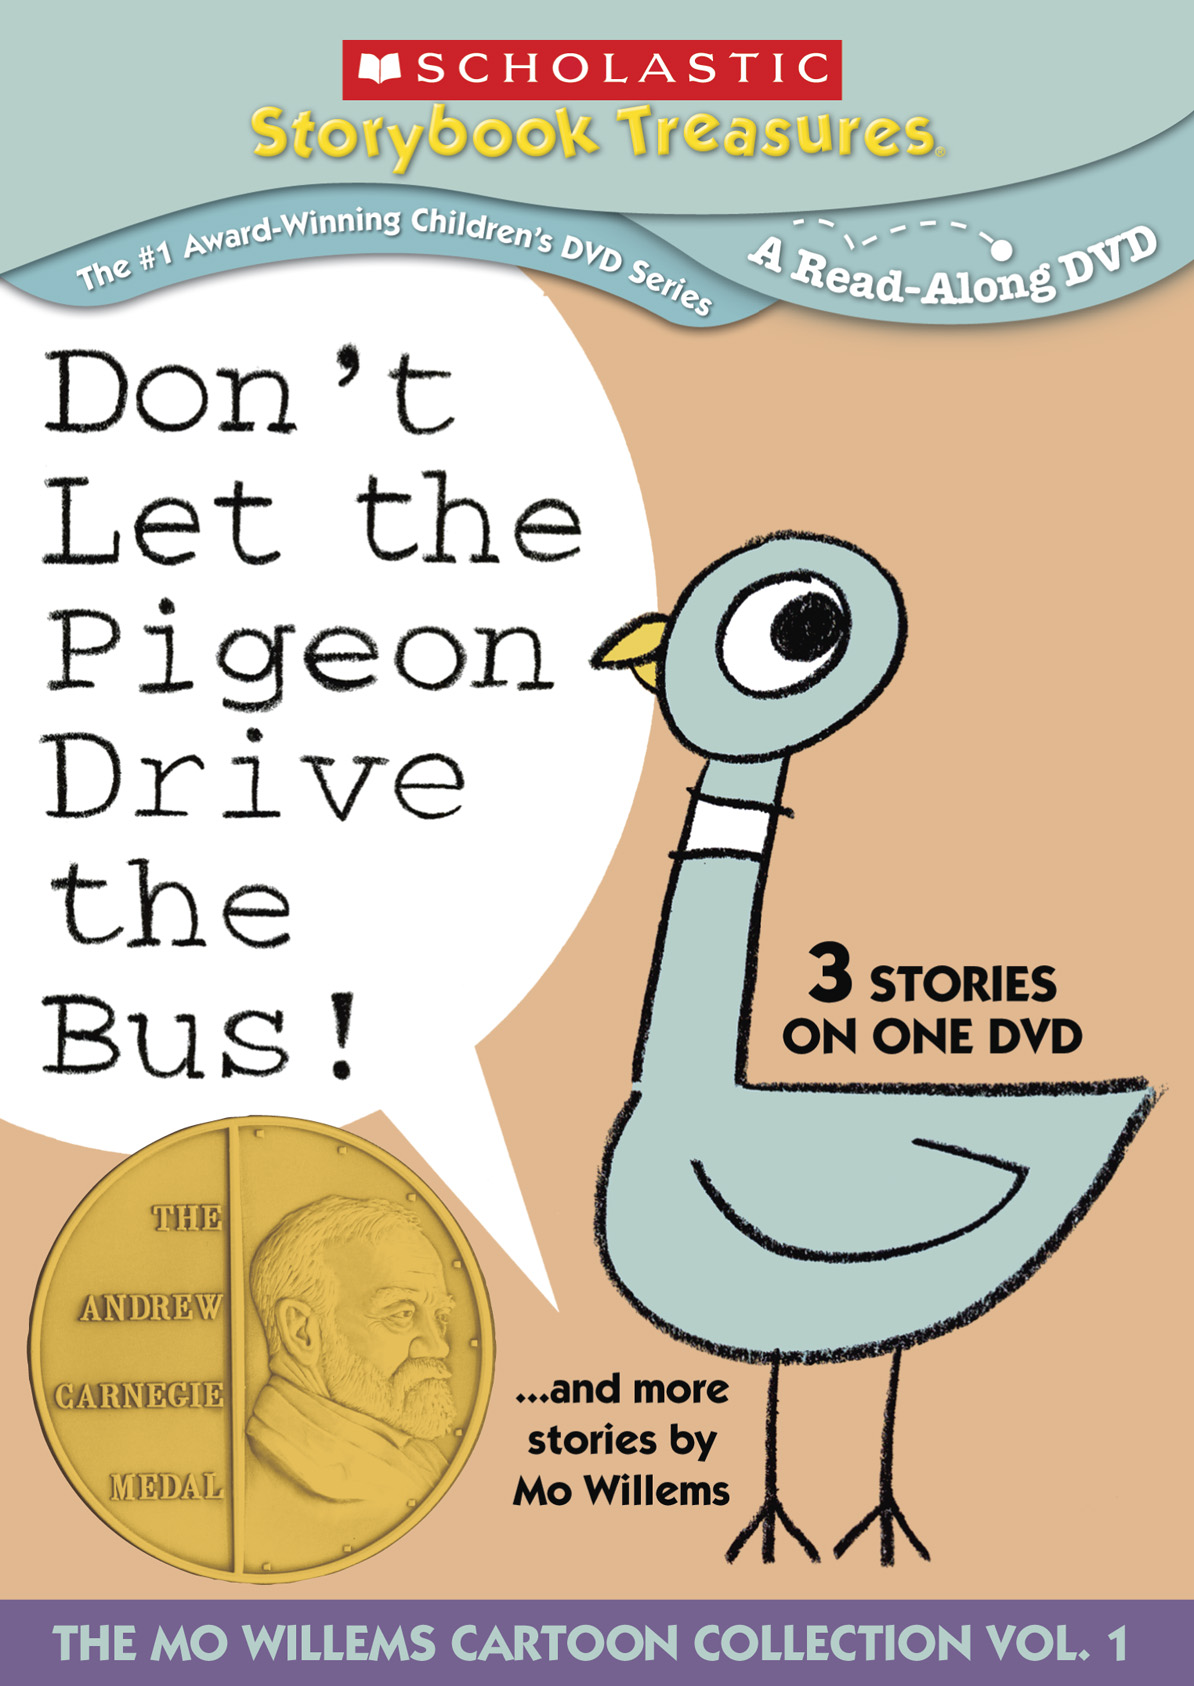 SCHOLASTIC
Storybook Treasures®
The #1 Award-Winning Children's DVD Series
A Read-Along DVD
Don't
Let the
Pigeon
Drive
the
Bus!
3 STORIES
ON ONE DVD
THE
ANDREW
CARNEGIE
MEDAL
...and more
stories by
Mo Willems
THE MO WILLEMS CARTOON COLLECTION VOL. 1